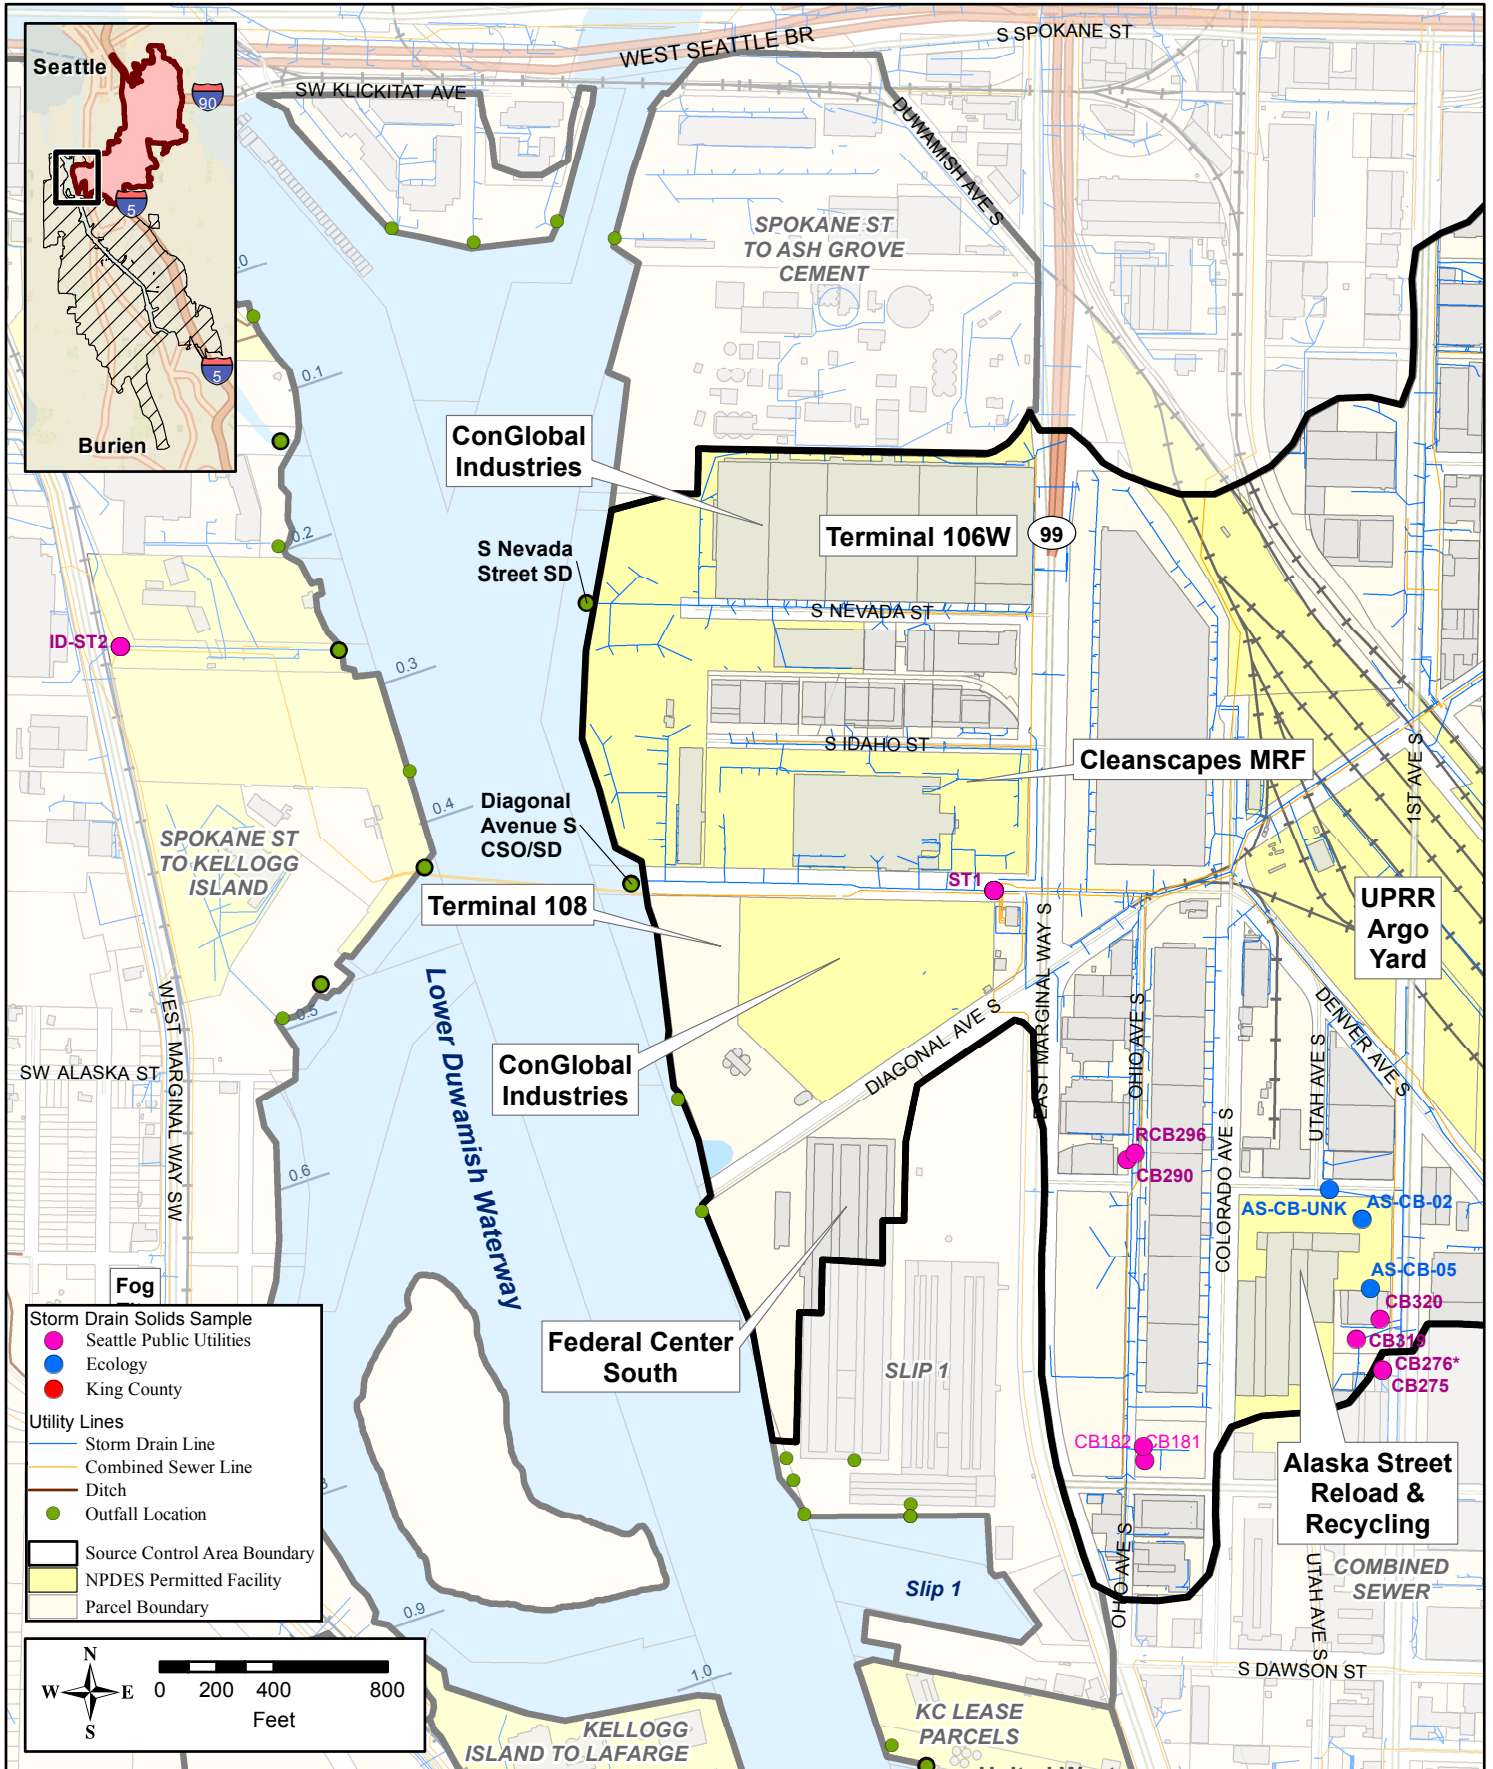 WEST SEATTLE BR
S SPOKANE ST
Seattle
90
5
5
Burien
SW KLICKITAT AVE
DUWAMISH AVE S
SPOKANE ST
TO ASH GROVE
CEMENT
.0
0.1
0.2
0.3
0.4
0.5
0.6
0.9
1.0
ConGlobal
Industries
Terminal 106W
99
S Nevada
Street SD
S NEVADA ST
ID-ST2
S IDAHO ST
Cleanscapes MRF
1ST AVE S
Diagonal
Avenue S
CSO/SD
SPOKANE ST
TO KELLOGG
ISLAND
Terminal 108
ST1
UPRR
Argo
Yard
EAST MARGINAL WAY S
WEST MARGINAL WAY SW
Lower Duwamish Waterway
DIAGONAL AVE S
OHIO AVE S
DENVER AVE S
UTAH AVE S
COLORADO AVE S
SW ALASKA ST
ConGlobal
Industries
RCB296
CB290
AS-CB-UNK
AS-CB-02
AS-CB-05
CB320
CB319
CB276*
CB275
Fog
Federal Center
South
SLIP 1
CB182
CB181
Alaska Street
Reload &
Recycling
COMBINED
SEWER
OHIO AVE S
UTAH AVE S
Slip 1
S DAWSON ST
KC LEASE
PARCELS
KELLOGG
ISLAND TO LAFARGE
Storm Drain Solids Sample
Seattle Public Utilities
Ecology
King County
Utility Lines
Storm Drain Line
Combined Sewer Line
Ditch
Outfall Location
Source Control Area Boundary
NPDES Permitted Facility
Parcel Boundary
N
W E
S
0 200 400 800
Feet